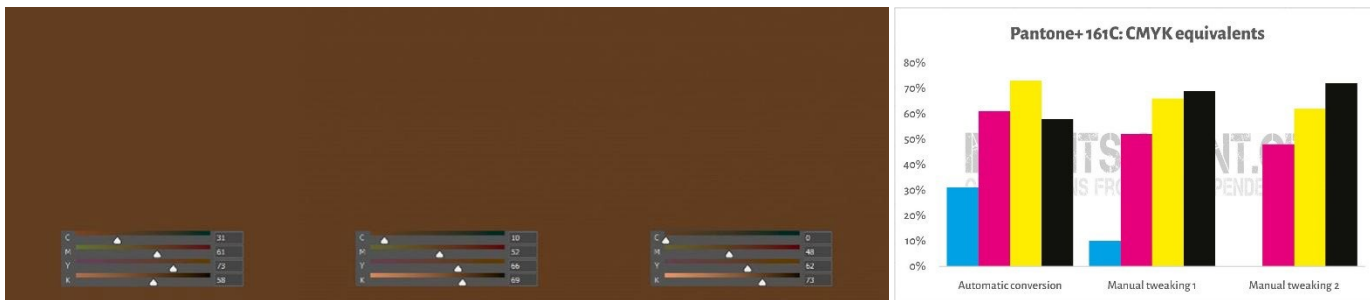 C 31
M 61
Y 73
K 58
C 10
M 52
Y 66
K 69
C 0
M 48
Y 62
K 73
Pantone+ 161C: CMYK equivalents
80%
70%
60%
50%
40%
30%
20%
10%
0%
Automatic conversion
Manual tweaking 1
Manual tweaking 2